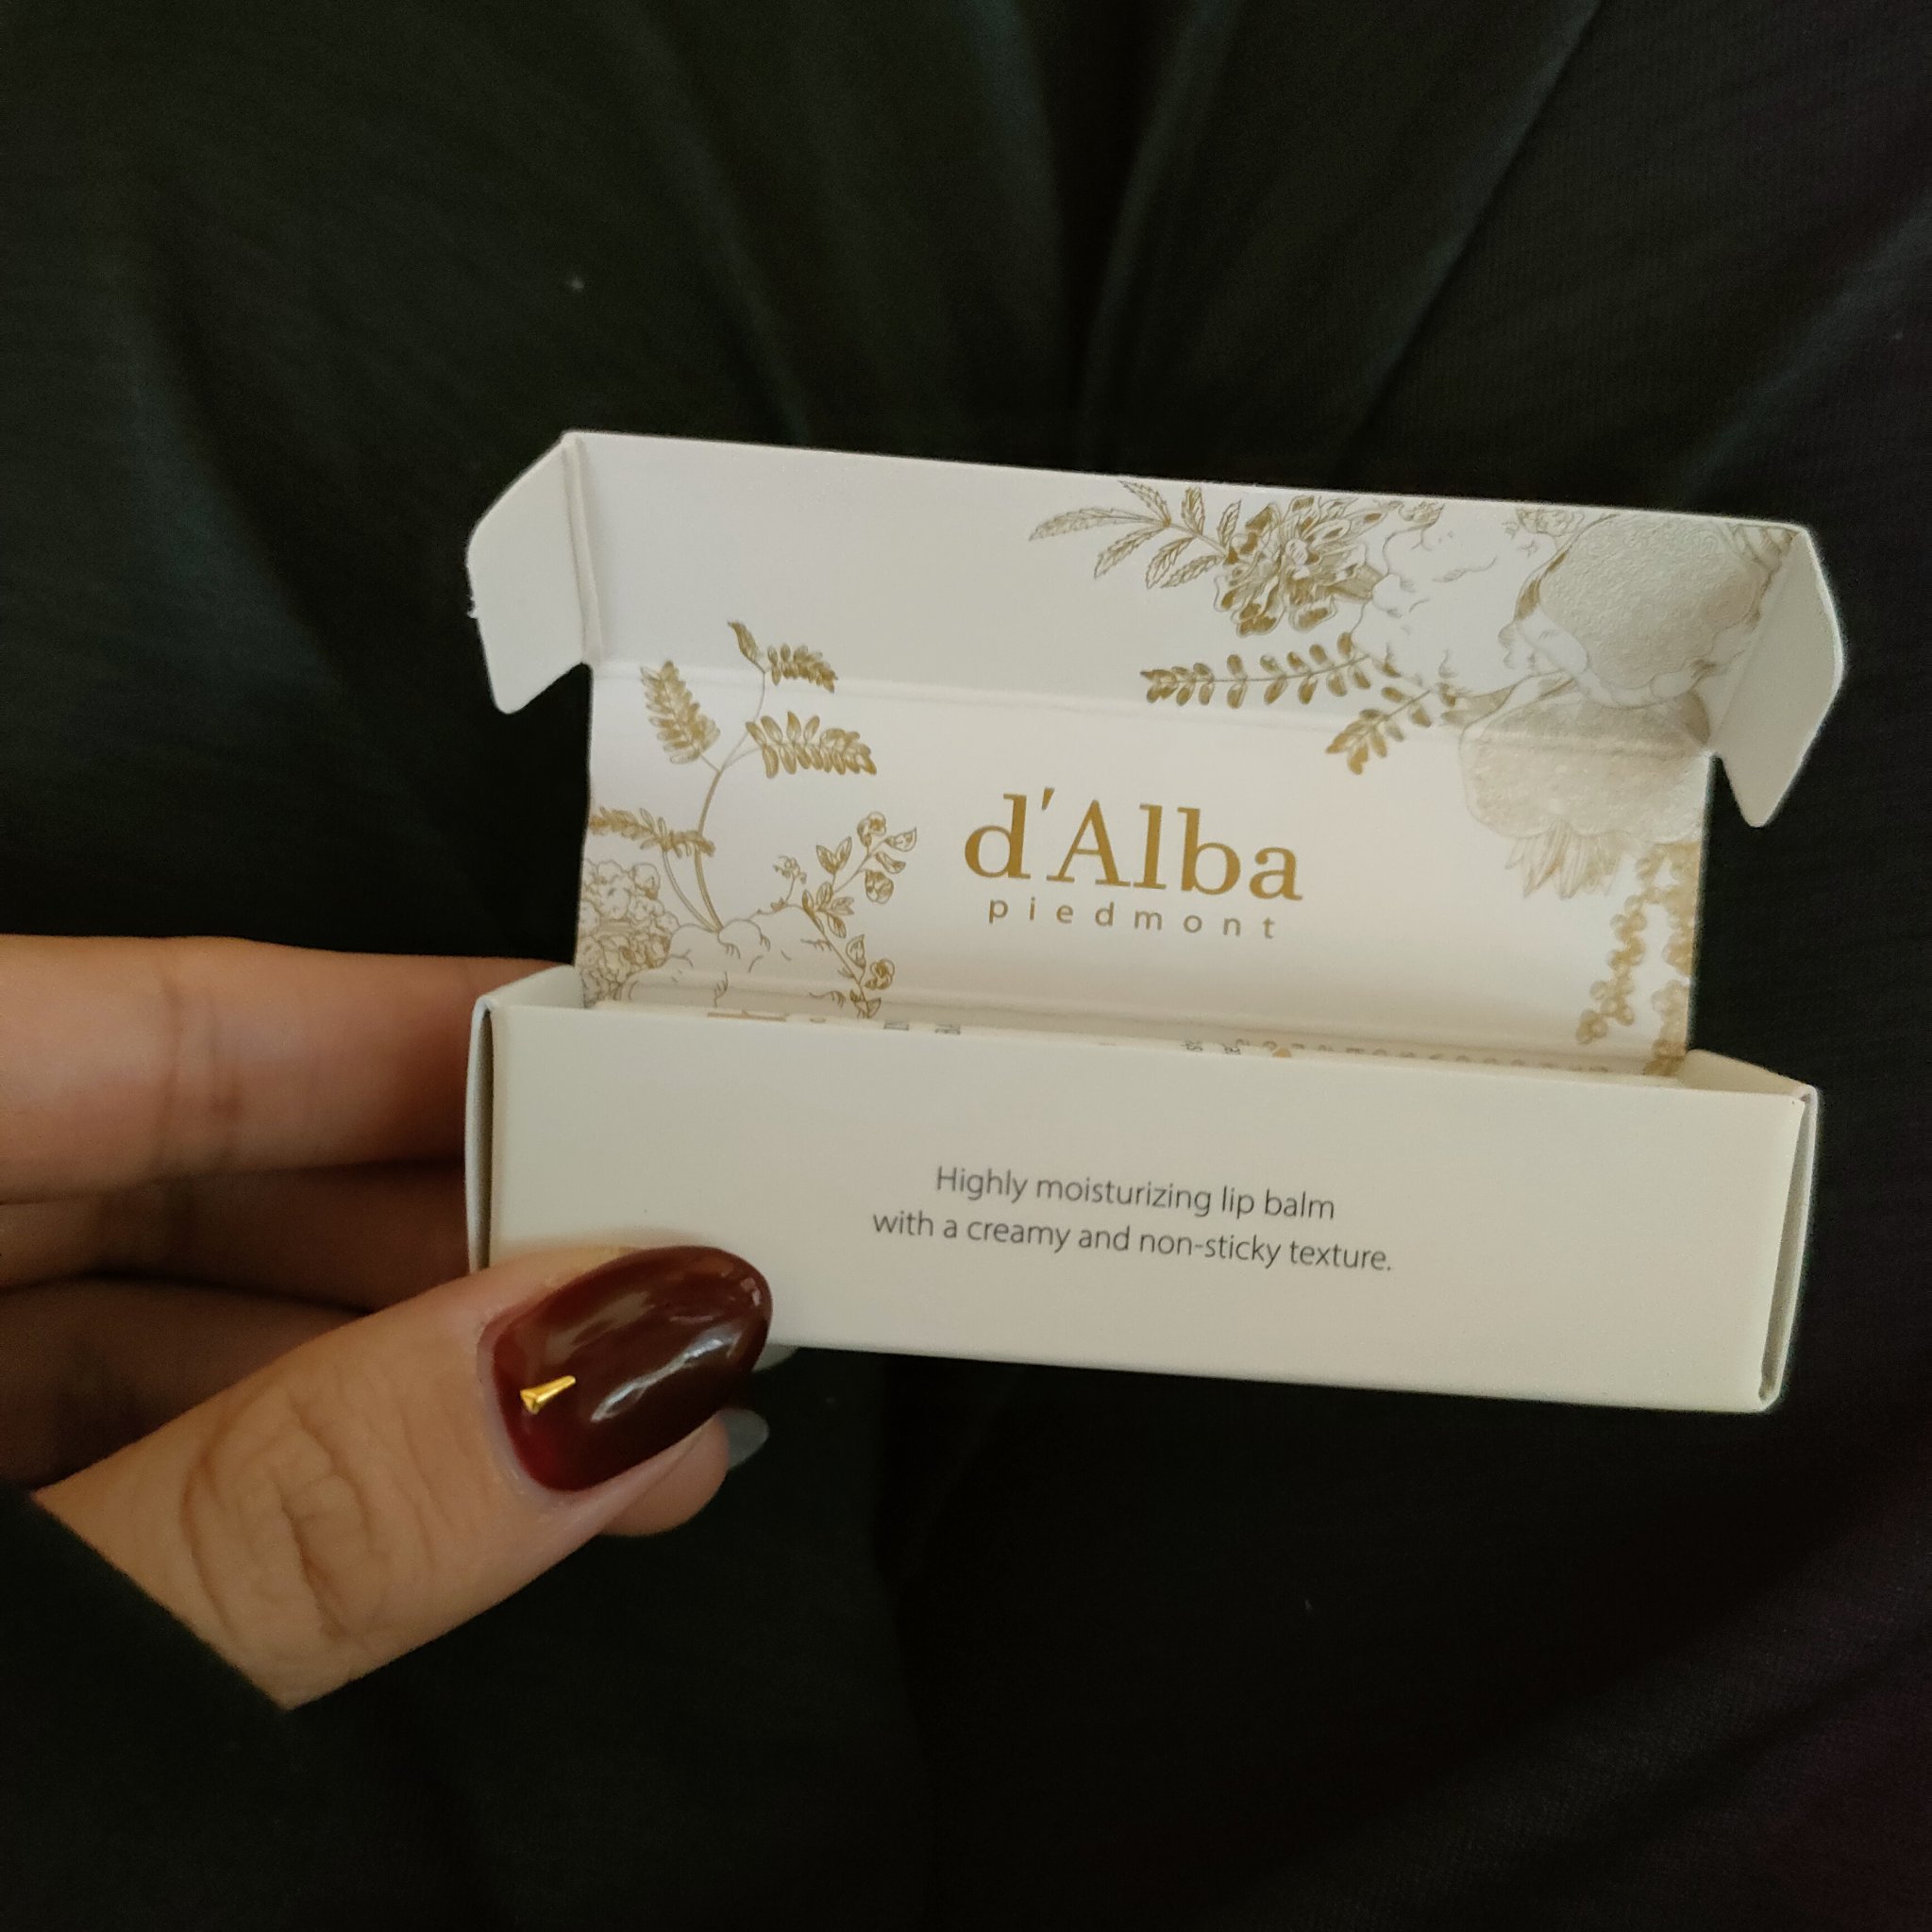 d'Alba
piedmont
Highly moisturizing lip balm
with a creamy and non-sticky texture.